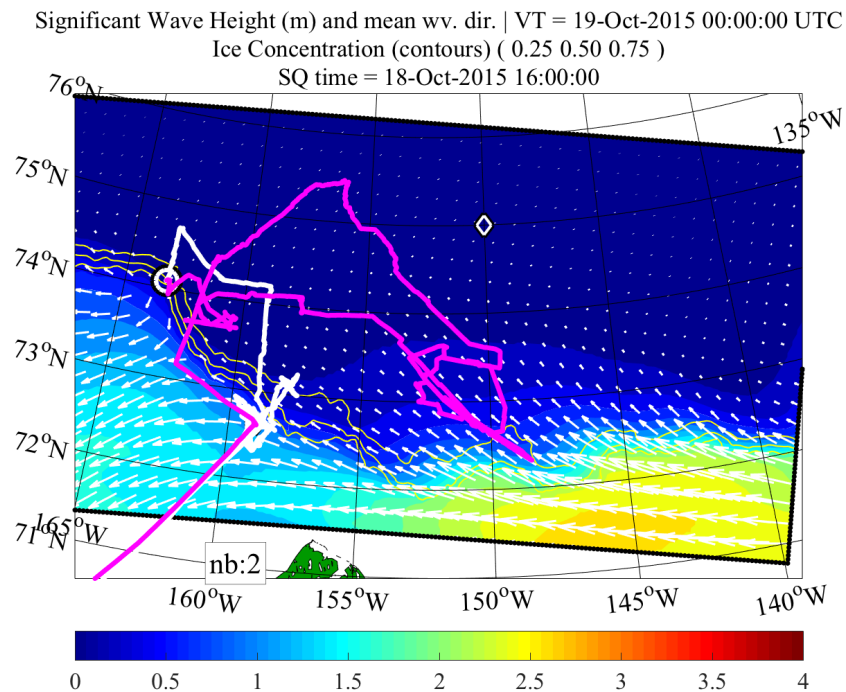 Significant Wave Height (m) and mean wv. dir. | VT = 19-Oct-2015 00:00:00 UTC
Ice Concentration (contours) ( 0.25 0.50 0.75 )
SQ time = 18-Oct-2015 16:00:00
76°N
135°W
75°N
74°N
73°N
72°N
71°N
165°W
nb:2
160°W 155°W 150°W 145°W 140°W
0 0.5 1 1.5 2 2.5 3 3.5 4